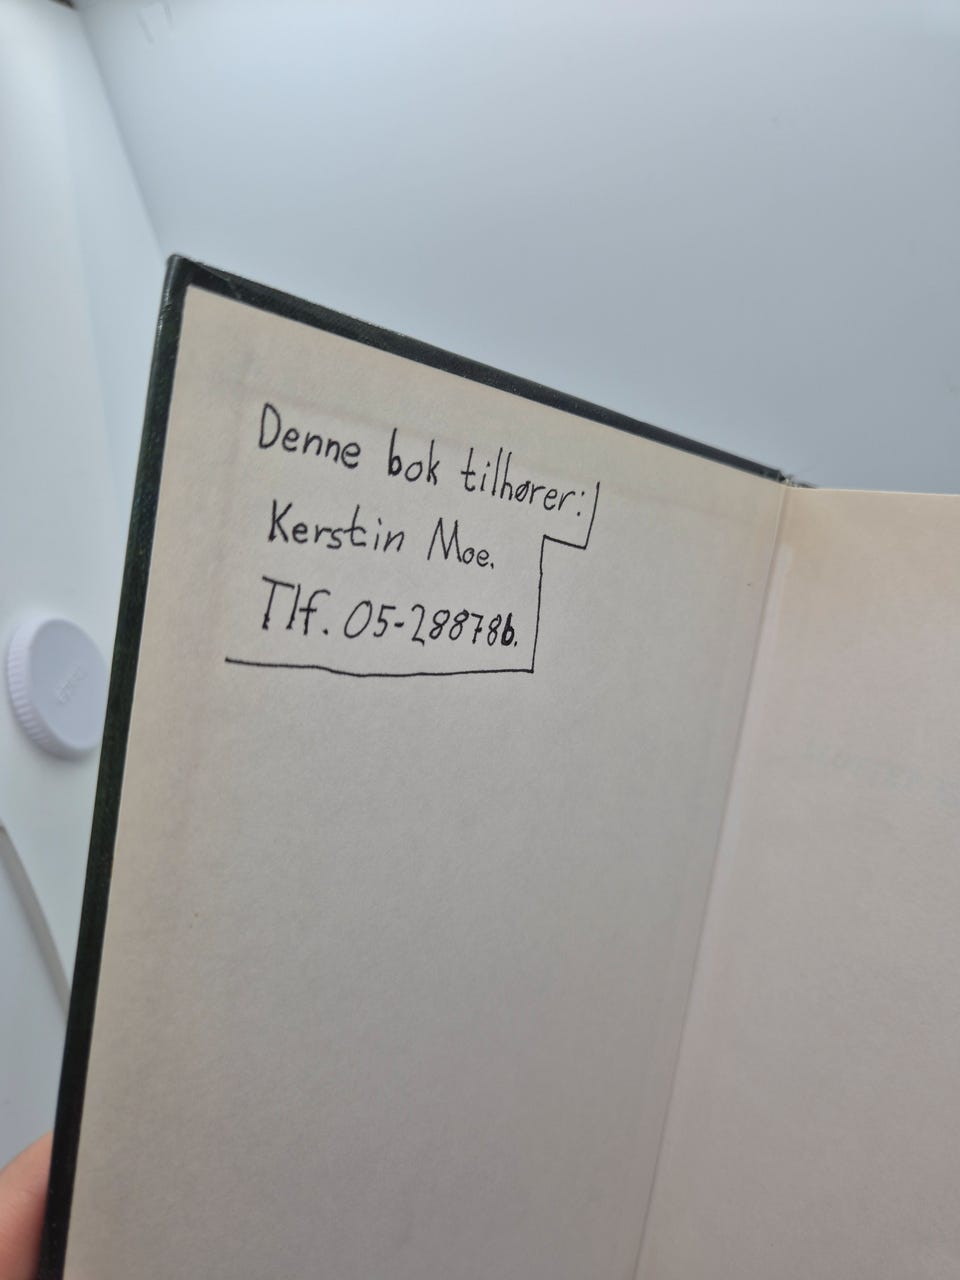 Denne bok tilhører:
Kerstin Moe.
Tlf. 05-288786.